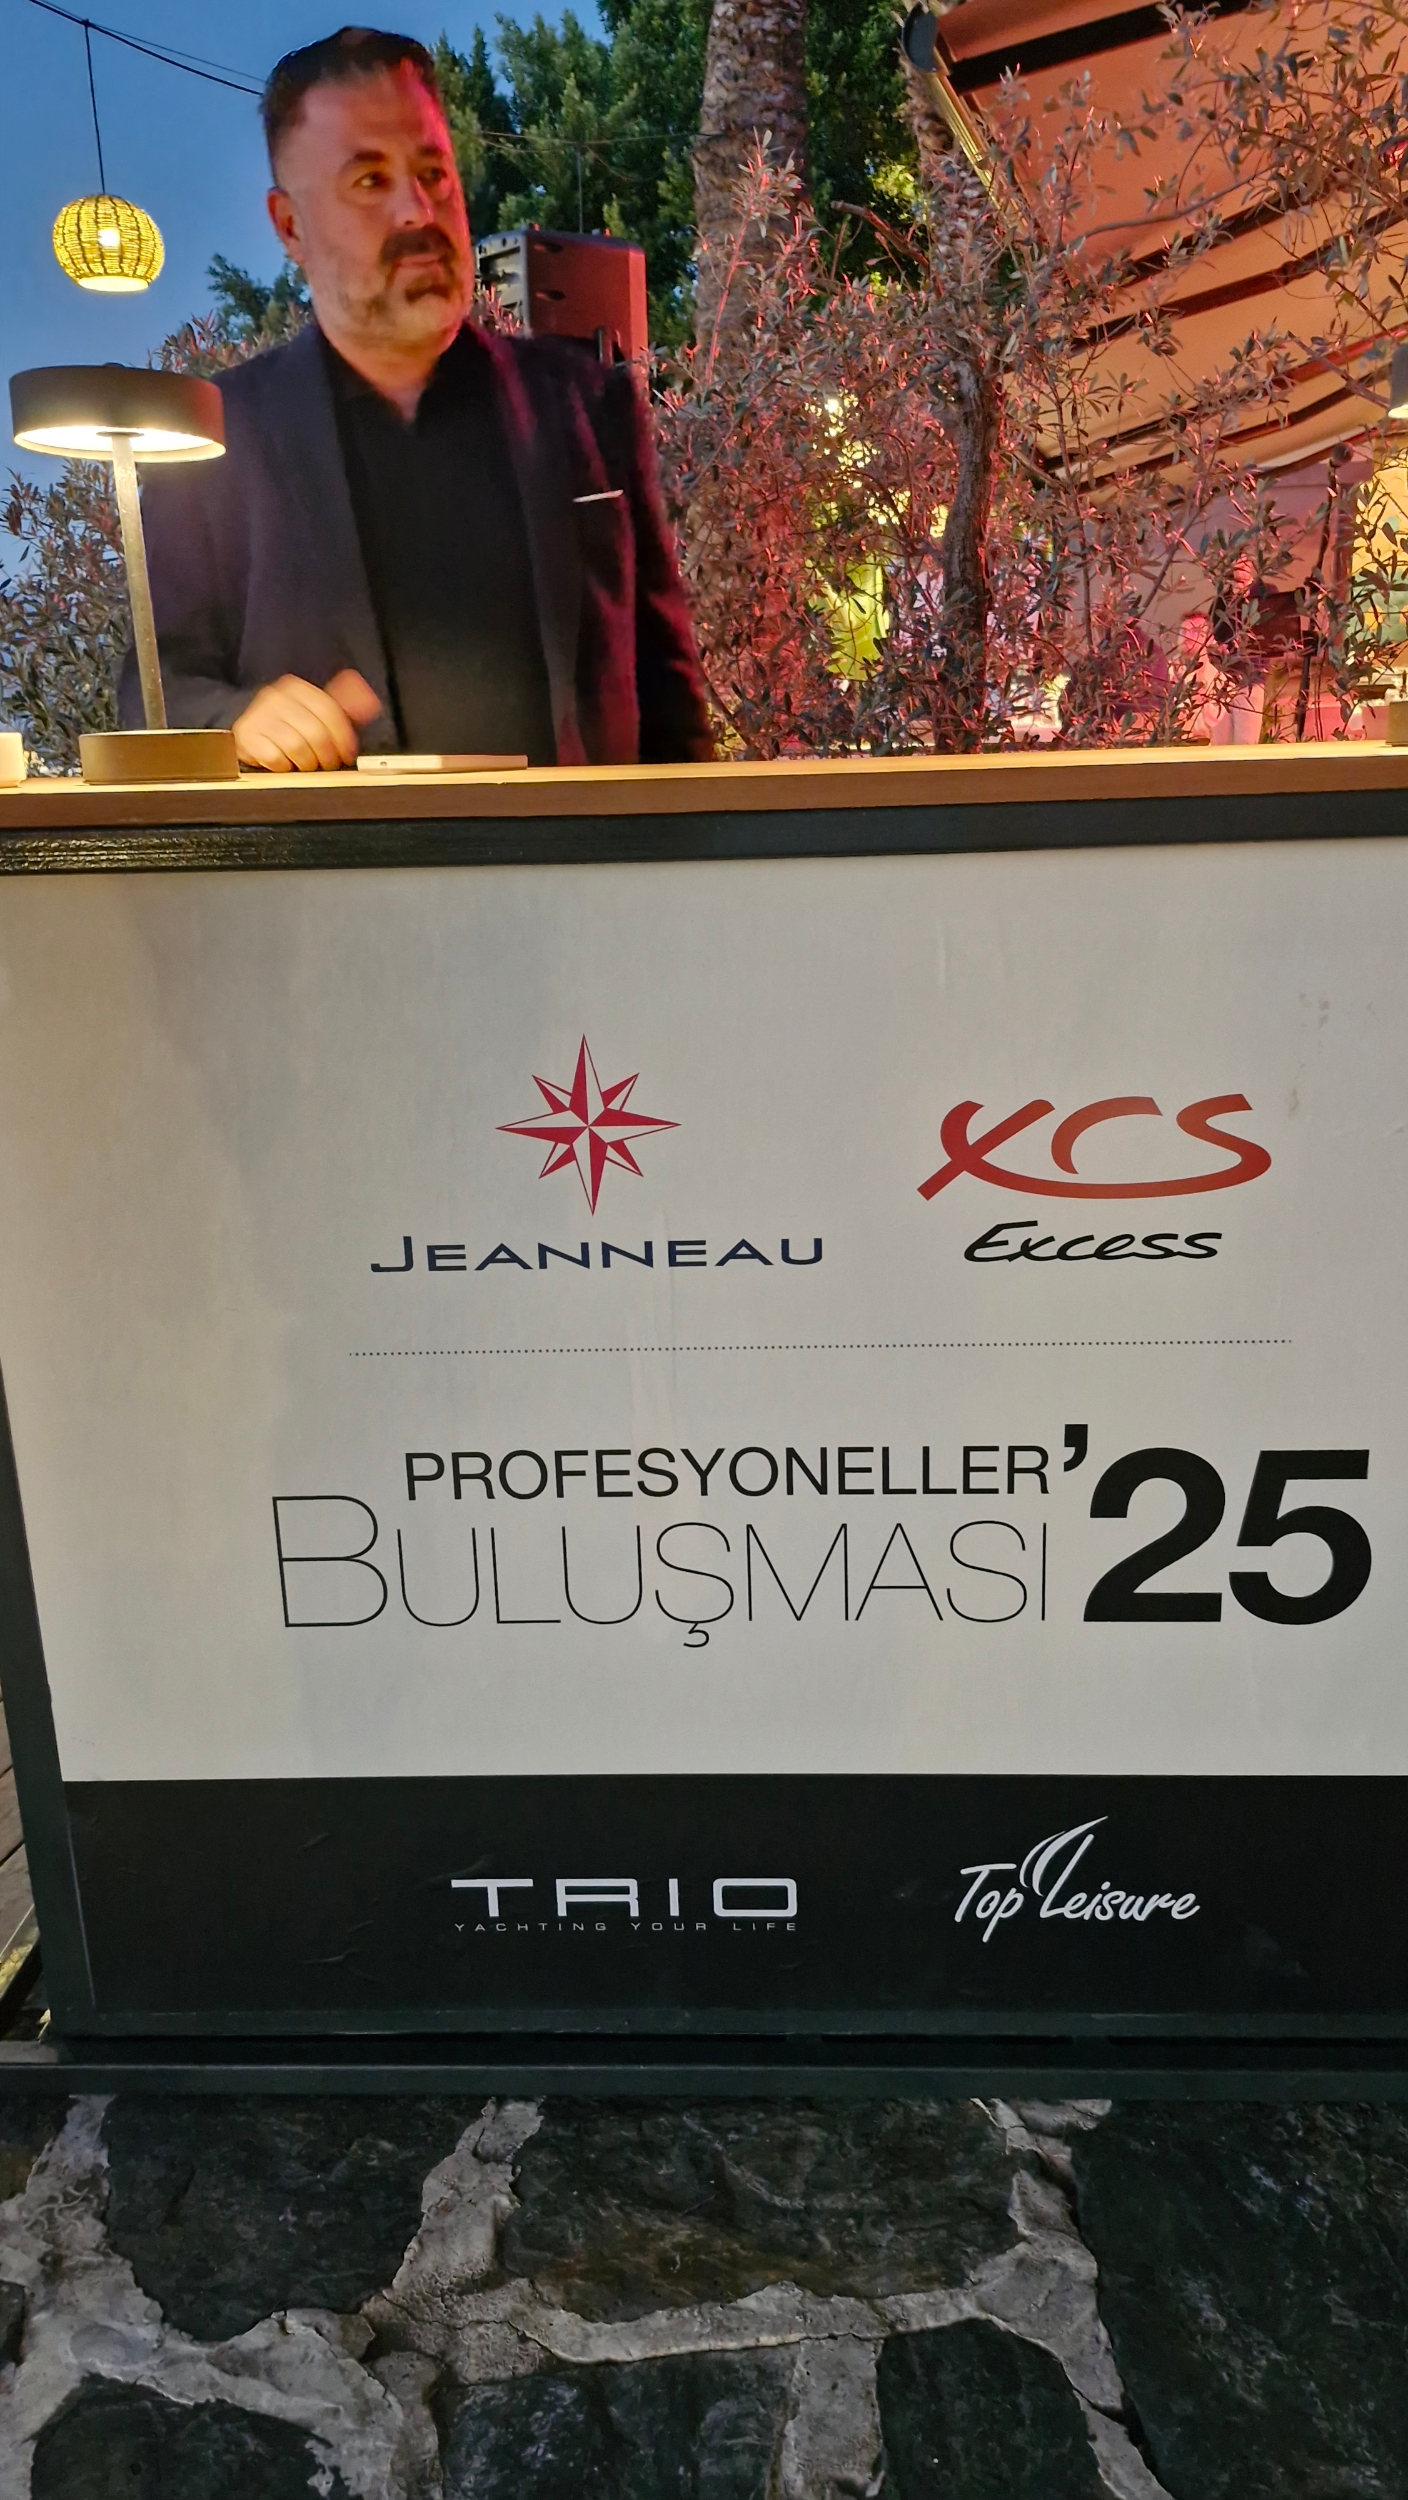 XCS
JEANNEAU
Excess
PROFESYONELLER'25
BULUŞMASI
TRIO
YACHTING YOUR LIFE
Top Leisure